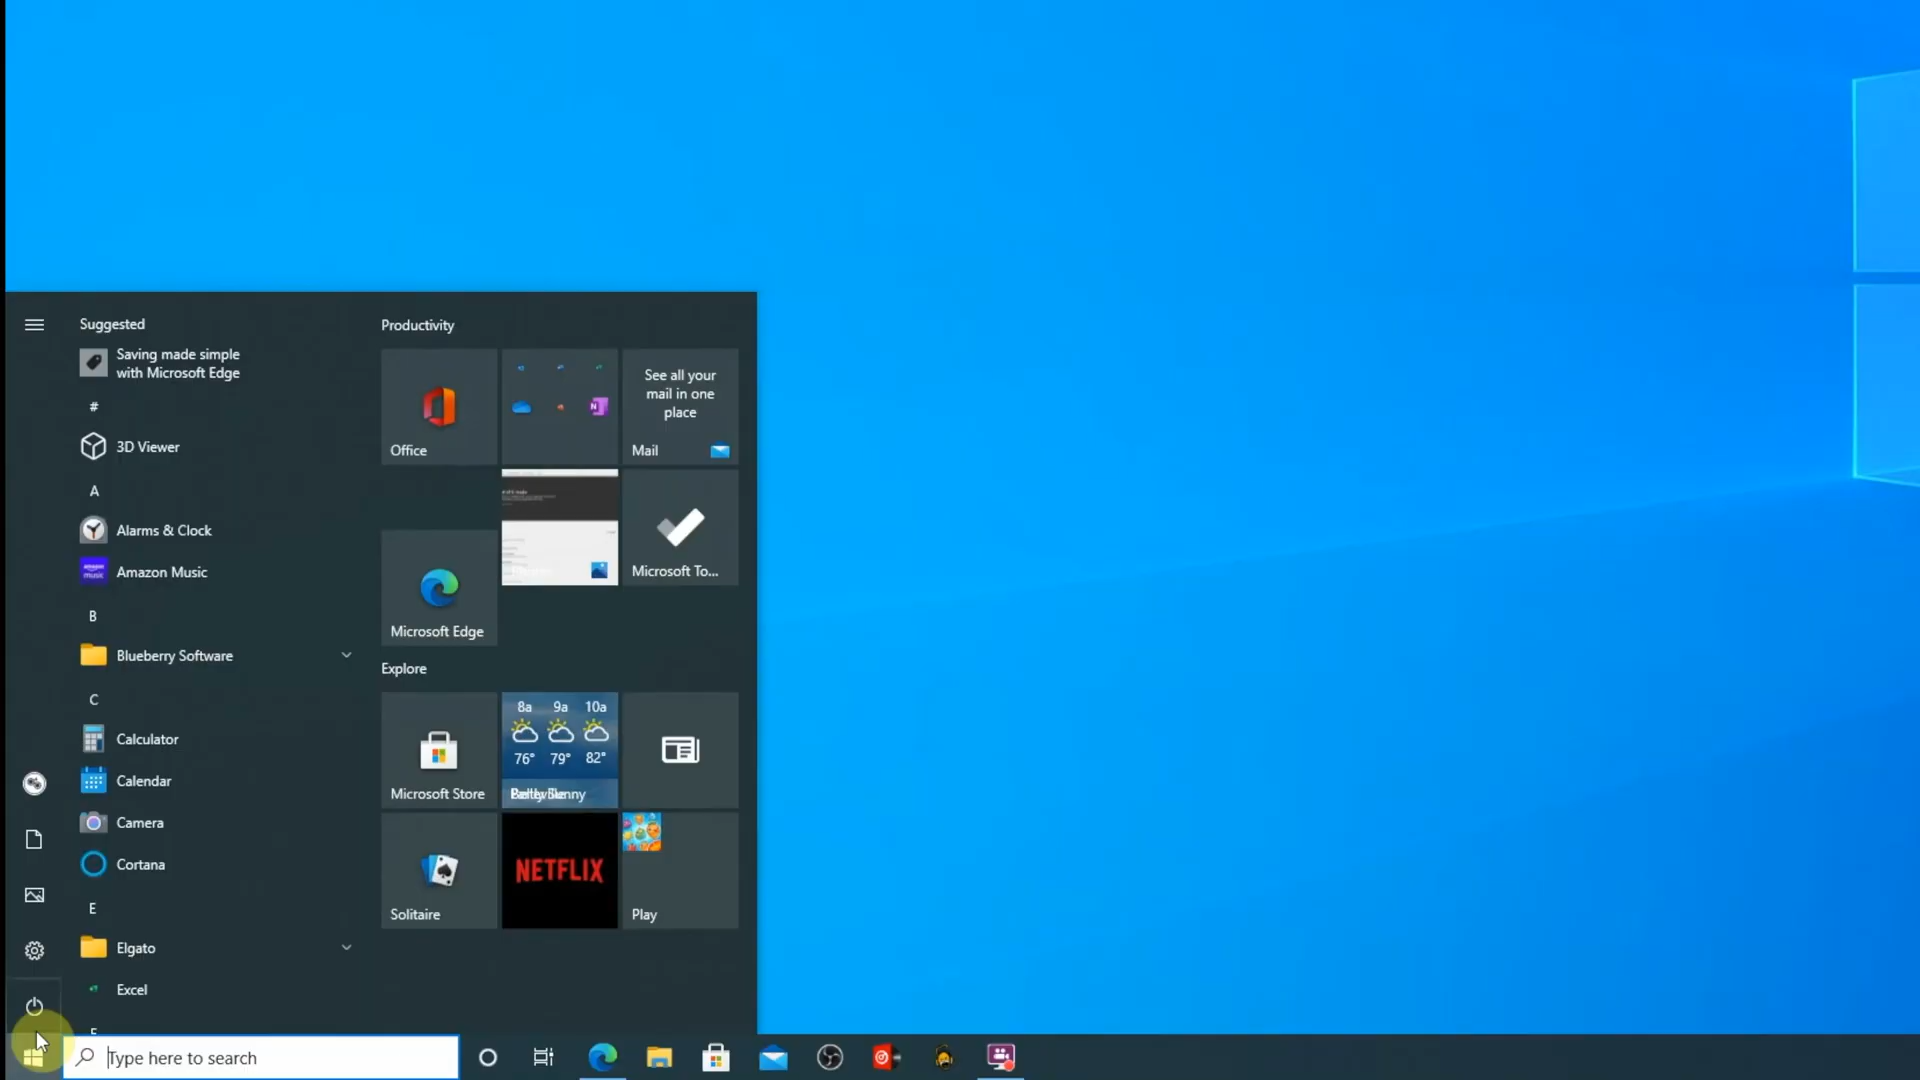 Suggested
Saving made simple
with Microsoft Edge
#
3D Viewer
A
Alarms & Clock
amazon
music
Amazon Music
B
Blueberry Software
C
Calculator
Calendar
Camera
Cortana
E
Elgato
Excel
F
Productivity
Office
N
See all your
mail in one
place
Mail
Microsoft Edge
Microsoft To...
Explore
Microsoft Store
8a 9a 10a
76° 79° 82°
Solitaire
NETFLIX
Play
Type here to search